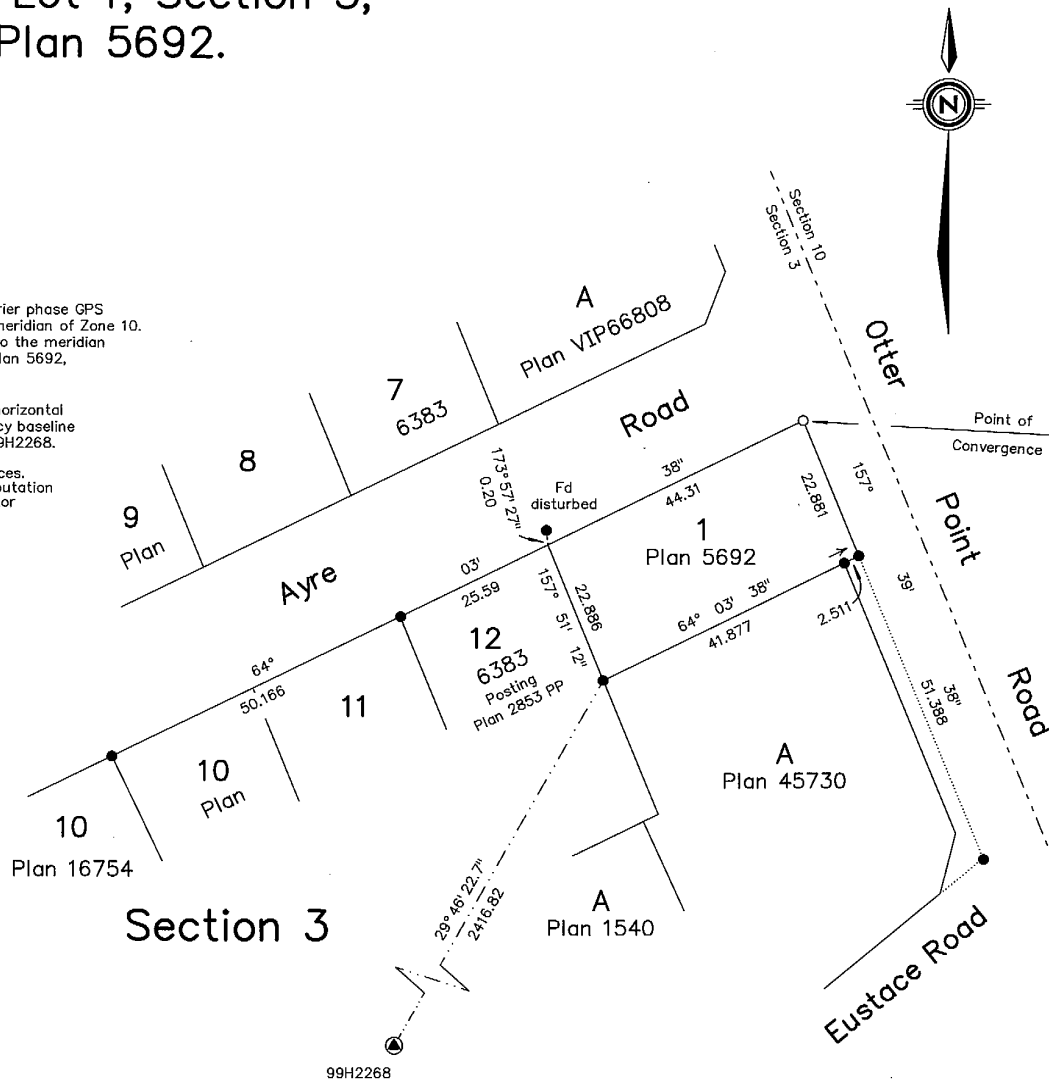 Lot 1, Section 3,
Plan 5692.
N
rier phase GPS
meridian of Zone 10.
o the meridian
lan 5692,
horizontal
cy baseline
9H2268.
ces.
putation
or
Section 10
Section 3
A
Plan VIP66808
7
6383
8
9
Plan
Otter
Point
Road
Ayre
Road
Point of
Convergence
173° 57' 27"
0.20
Fd
disturbed
38"
44.31
22.881
157°
39'
38"
51.388
1
Plan 5692
03'
25.59
157° 51' 12"
22.886
64° 03' 38"
41.877
2.511
12
6383
Posting
Plan 2853 PP
64°
50.166
11
10
Plan
10
Plan 16754
A
Plan 45730
Section 3
29° 46' 22.7"
2416.82
A
Plan 1540
Eustace Road
99H2268